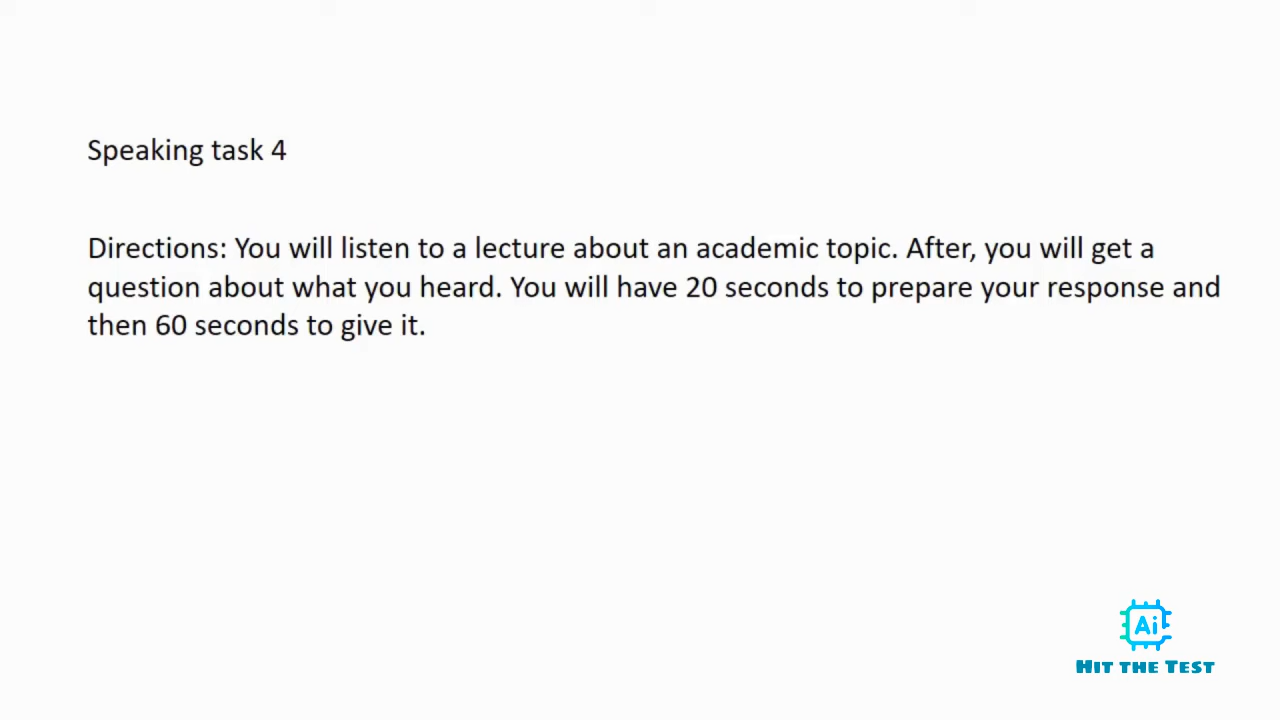 Speaking task 4
Directions: You will listen to a lecture about an academic topic. After, you will get a
question about what you heard. You will have 20 seconds to prepare your response and
then 60 seconds to give it.
Ai
HIT THE TEST